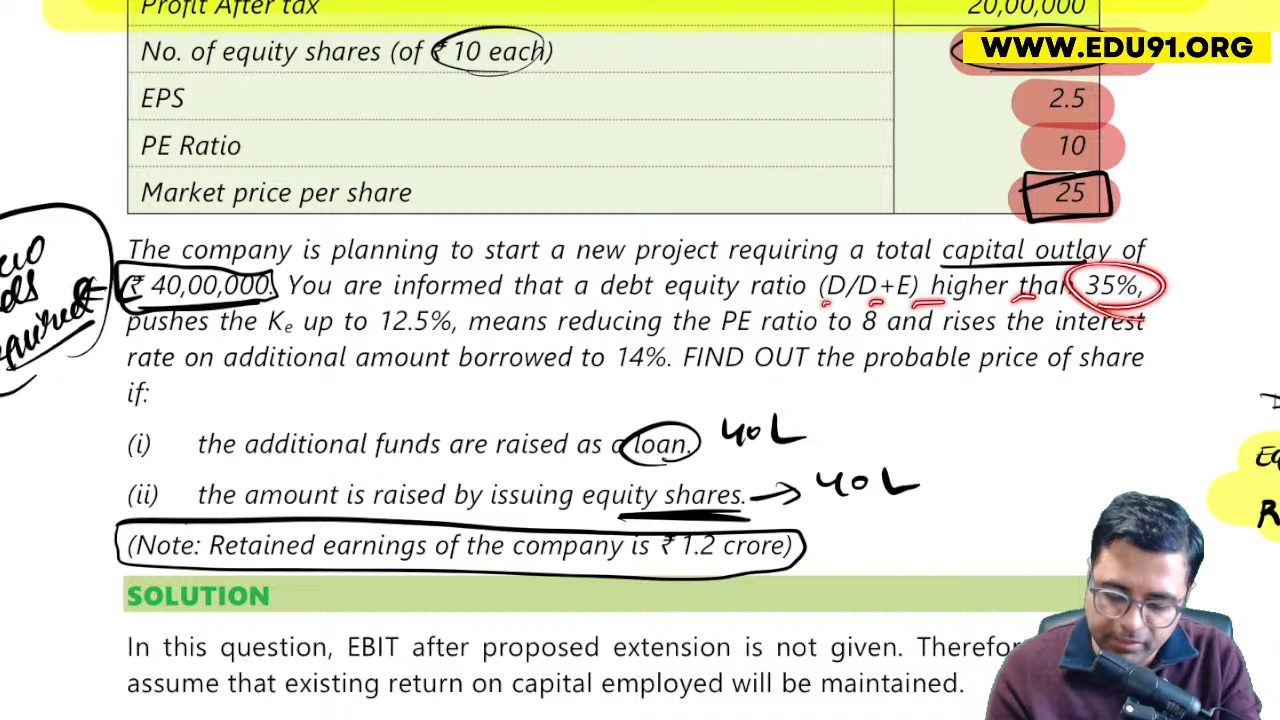 Profit After tax 20,00,000
WWW.EDU91.ORG
No. of equity shares (of ₹ 10 each)
EPS 2.5
PE Ratio 10
Market price per share 25
The company is planning to start a new project requiring a total capital outlay of
₹ 40,00,000. You are informed that a debt equity ratio (D/D+E) higher than 35%,
pushes the Ke up to 12.5%, means reducing the PE ratio to 8 and rises the interest
rate on additional amount borrowed to 14%. FIND OUT the probable price of share
if:
(i) the additional funds are raised as a loan. 40L
(ii) the amount is raised by issuing equity shares. → 40L
(Note: Retained earnings of the company is ₹ 1.2 crore)
SOLUTION
In this question, EBIT after proposed extension is not given.
assume that existing return on capital employed will be maintained.